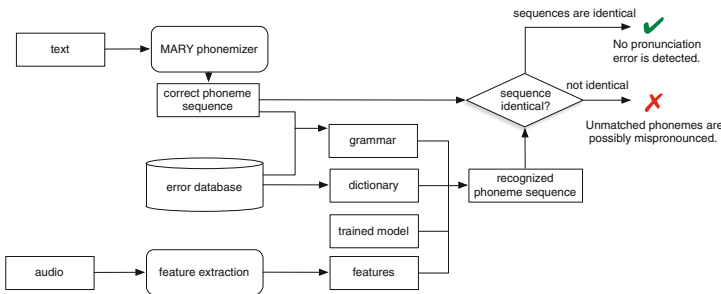 sequences are identical
text
MARY phonemizer
No pronunciation
error is detected.
correct phoneme
sequence
sequence
identical?
not identical
Unmatched phonemes are
possibly mispronounced.
grammar
error database
dictionary
recognized
phoneme sequence
trained model
audio
feature extraction
features